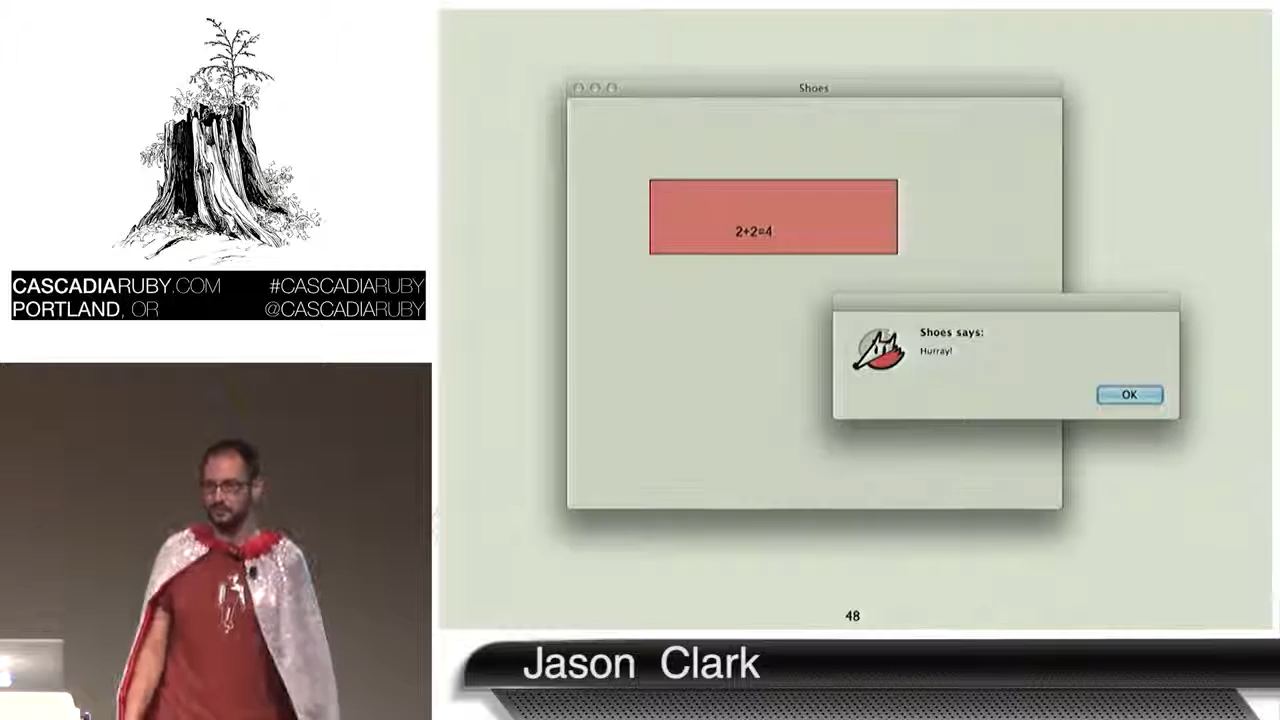 CASCADIARUBY.COM #CASCADIARUBY
PORTLAND, OR @CASCADIARUBY
Shoes
2+2=4
Shoes says:
Hurray!
OK
48
Jason Clark